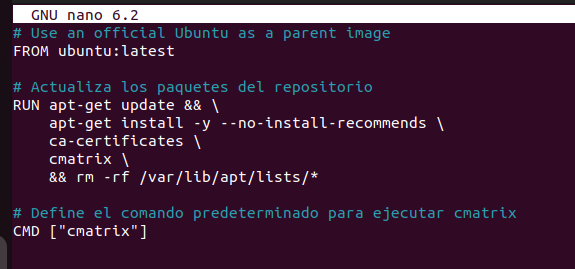 GNU nano 6.2
# Use an official Ubuntu as a parent image
FROM ubuntu:latest
# Actualiza los paquetes del repositorio
RUN apt-get update && \
apt-get install -y --no-install-recommends \
ca-certificates \
cmatrix \
&& rm -rf /var/lib/apt/lists/*
# Define el comando predeterminado para ejecutar cmatrix
CMD ["cmatrix"]